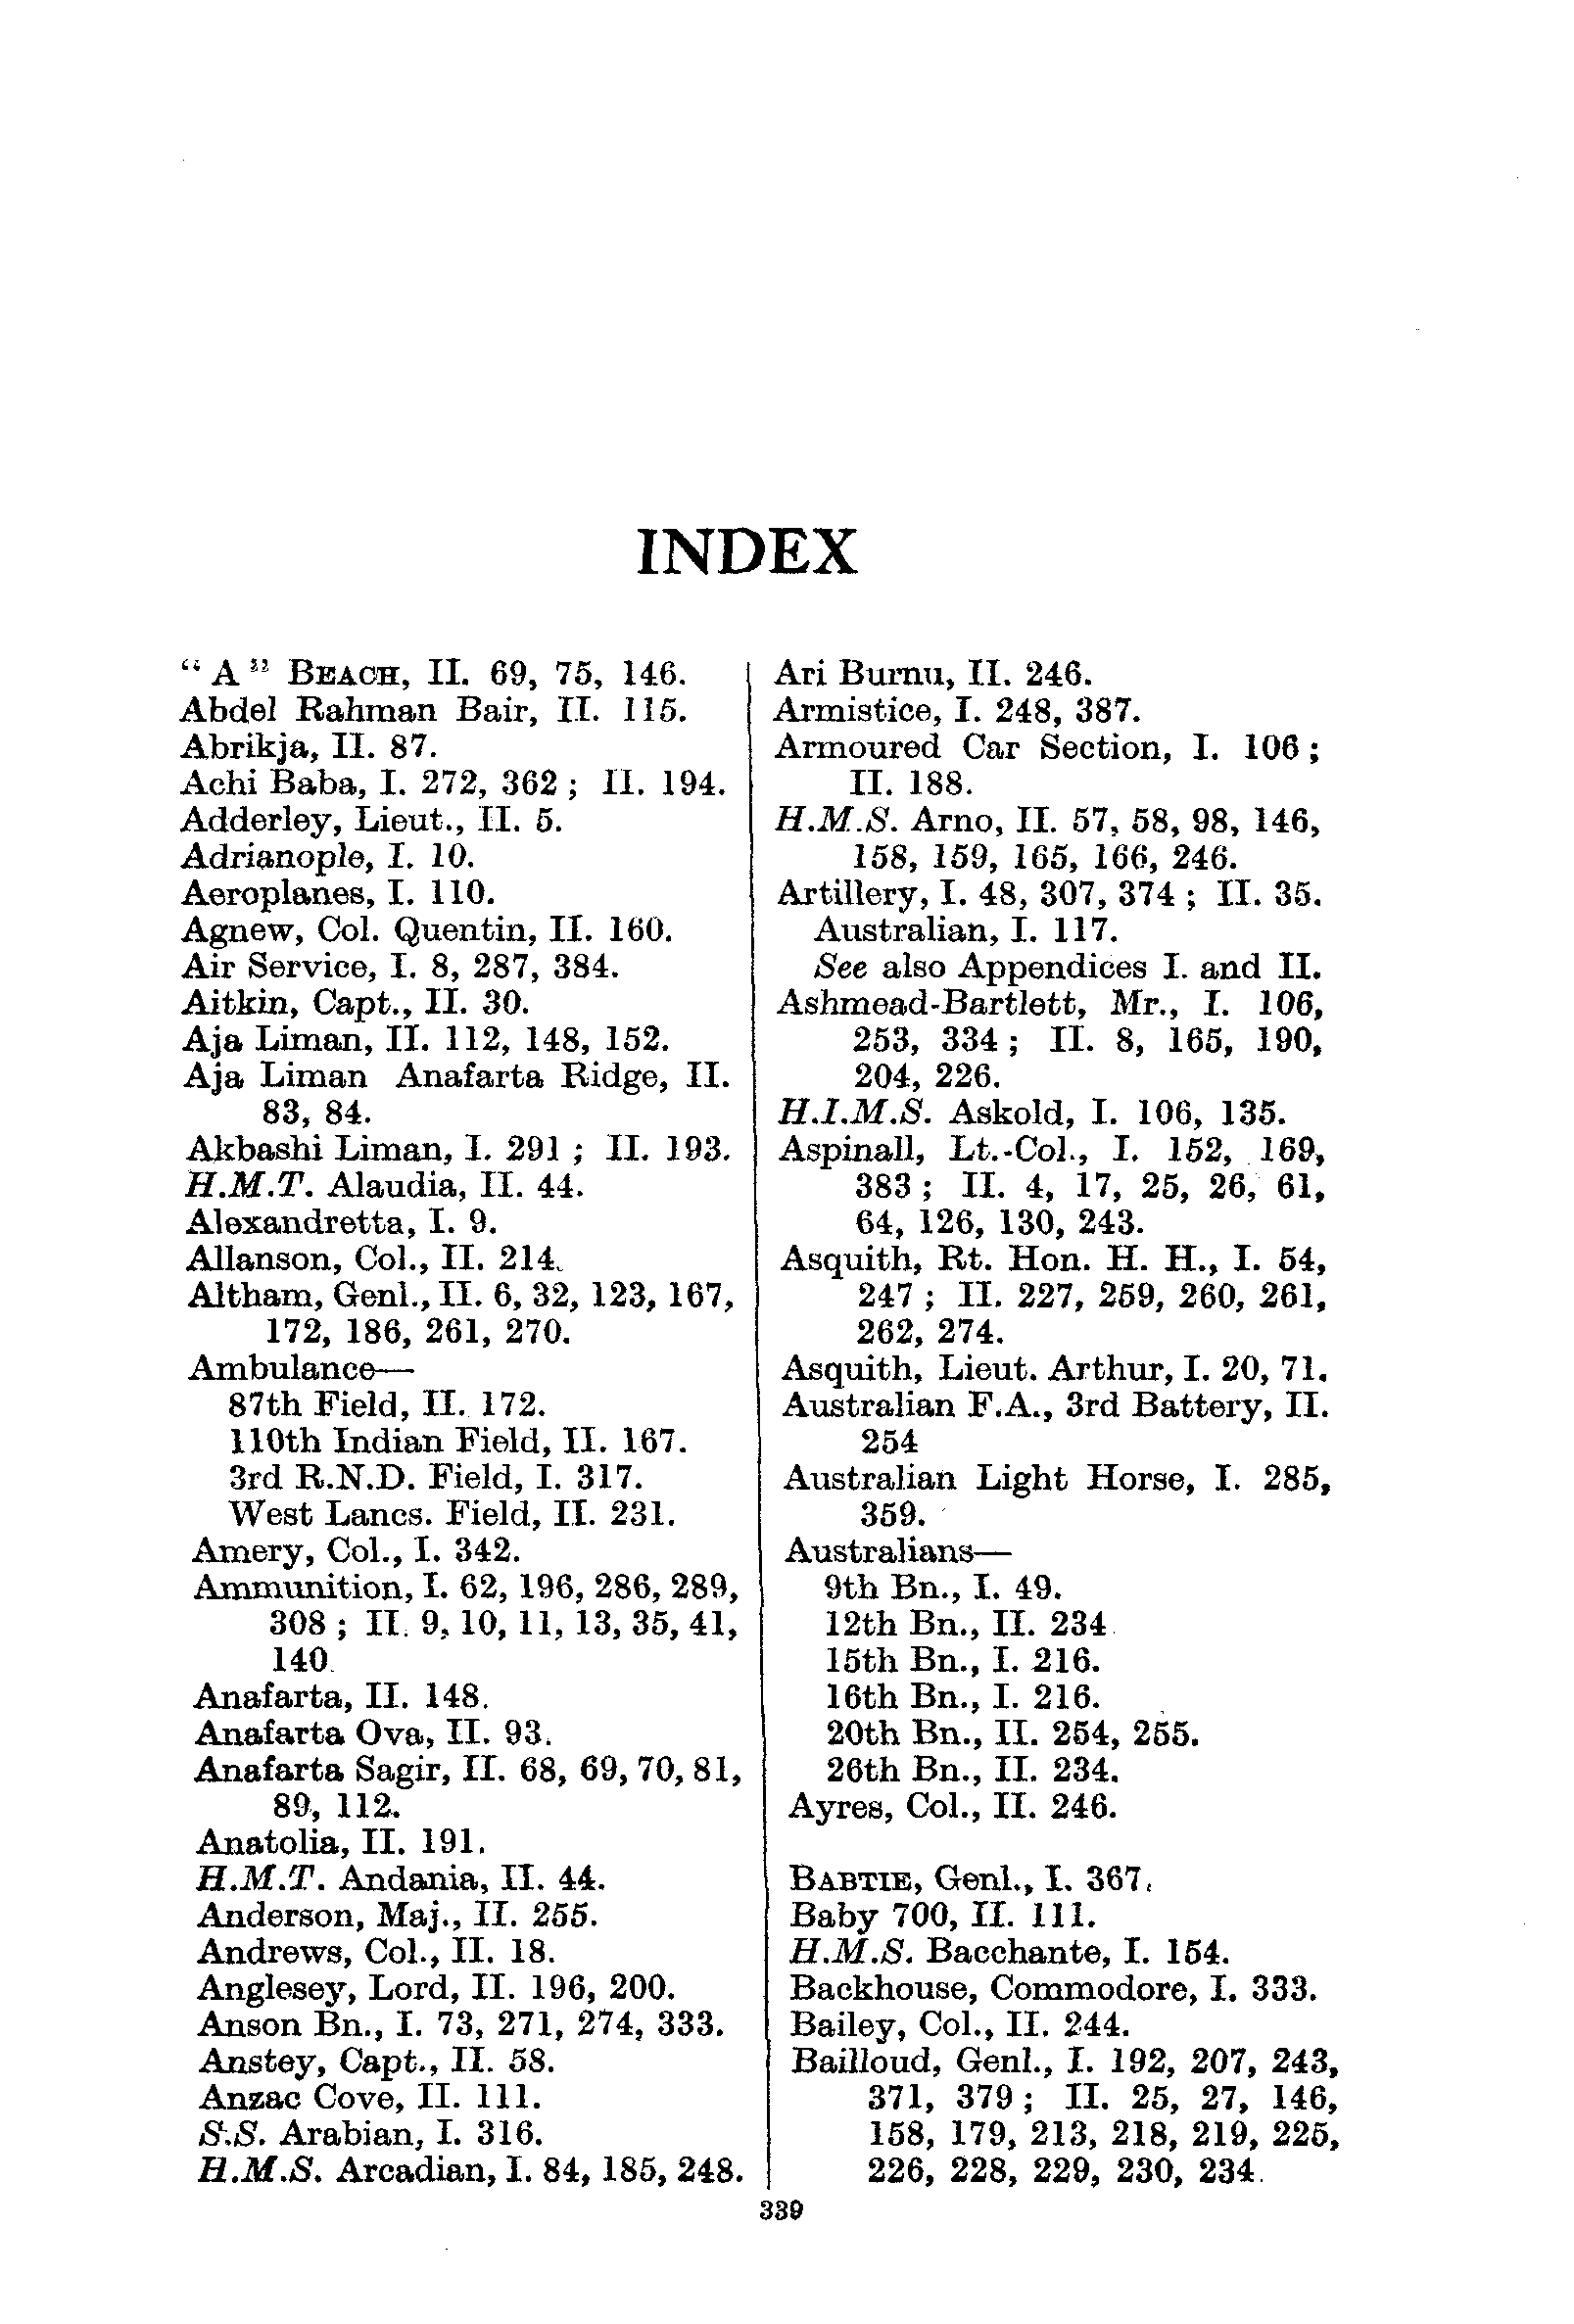 INDEX
"A" BEACH, II. 69, 75, 146.
Abdel Rahman Bair, II. 115.
Abrikja, II. 87.
Achi Baba, I. 272, 362 ; II. 194.
Adderley, Lieut., II. 5.
Adrianople, I. 10.
Aeroplanes, I. 110.
Agnew, Col. Quentin, II. 160.
Air Service, I. 8, 287, 384.
Aitkin, Capt., II. 30.
Aja Liman, II. 112, 148, 152.
Aja Liman Anafarta Ridge, II.
83, 84.
Akbashi Liman, I. 291 ; II. 193.
H.M.T. Alaudia, II. 44.
Alexandretta, I. 9.
Allanson, Col., II. 214.
Altham, Genl., II. 6, 32, 123, 167,
172, 186, 261, 270.
Ambulance—
87th Field, II. 172.
110th Indian Field, II. 167.
3rd R.N.D. Field, I. 317.
West Lancs. Field, II. 231.
Amery, Col., I. 342.
Ammunition, I. 62, 196, 286, 289,
308 ; II. 9, 10, 11, 13, 35, 41,
140.
Anafarta, II. 148.
Anafarta Ova, II. 93.
Anafarta Sagir, II. 68, 69, 70, 81,
89, 112.
Anatolia, II. 191.
H.M.T. Andania, II. 44.
Anderson, Maj., II. 255.
Andrews, Col., II. 18.
Anglesey, Lord, II. 196, 200.
Anson Bn., I. 73, 271, 274, 333.
Anstey, Capt., II. 58.
Anzac Cove, II. 111.
S.S. Arabian, I. 316.
H.M.S. Arcadian, I. 84, 185, 248.
Ari Burnu, II. 246.
Armistice, I. 248, 387.
Armoured Car Section, I. 106 ;
II. 188.
H.M.S. Arno, II. 57, 58, 98, 146,
158, 159, 165, 166, 246.
Artillery, I. 48, 307, 374 ; II. 35.
Australian, I. 117.
See also Appendices I. and II.
Ashmead-Bartlett, Mr., I. 106,
253, 334 ; II. 8, 165, 190,
204, 226.
H.I.M.S. Askold, I. 106, 135.
Aspinall, Lt.-Col., I. 152, 169,
383 ; II. 4, 17, 25, 26, 61,
64, 126, 130, 243.
Asquith, Rt. Hon. H. H., I. 54,
247 ; II. 227, 259, 260, 261,
262, 274.
Asquith, Lieut. Arthur, I. 20, 71.
Australian F.A., 3rd Battery, II.
254
Australian Light Horse, I. 285,
359.
Australians—
9th Bn., I. 49.
12th Bn., II. 234.
15th Bn., I. 216.
16th Bn., I. 216.
20th Bn., II. 254, 255.
26th Bn., II. 234.
Ayres, Col., II. 246.
BABTIE, Genl., I. 367.
Baby 700, II. 111.
H.M.S. Bacchante, I. 154.
Backhouse, Commodore, I. 333.
Bailey, Col., II. 244.
Bailloud, Genl., I. 192, 207, 243,
371, 379 ; II. 25, 27, 146,
158, 179, 213, 218, 219, 225,
226, 228, 229, 230, 234.
339